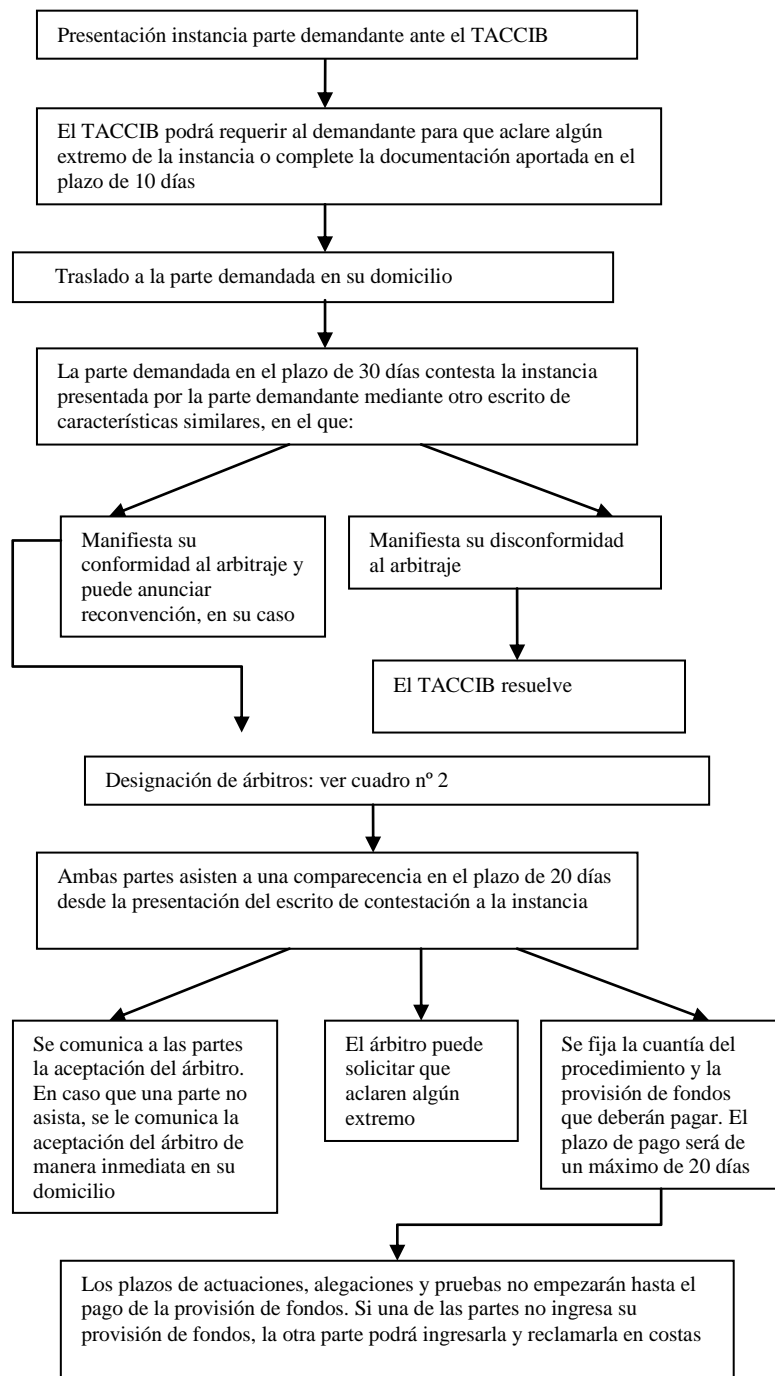 Presentación instancia parte demandante ante el TACCIB
El TACCIB podrá requerir al demandante para que aclare algún
extremo de la instancia o complete la documentación aportada en el
plazo de 10 días
Traslado a la parte demandada en su domicilio
La parte demandada en el plazo de 30 días contesta la instancia
presentada por la parte demandante mediante otro escrito de
características similares, en el que:
Manifiesta su
conformidad al arbitraje y
puede anunciar
reconvención, en su caso
Manifiesta su disconformidad
al arbitraje
El TACCIB resuelve
Designación de árbitros: ver cuadro nº 2
Ambas partes asisten a una comparecencia en el plazo de 20 días
desde la presentación del escrito de contestación a la instancia
Se comunica a las partes
la aceptación del árbitro.
En caso que una parte no
asista, se le comunica la
aceptación del árbitro de
manera inmediata en su
domicilio
El árbitro puede
solicitar que
aclaren algún
extremo
Se fija la cuantía del
procedimiento y la
provisión de fondos
que deberán pagar. El
plazo de pago será de
un máximo de 20 días
Los plazos de actuaciones, alegaciones y pruebas no empezarán hasta el
pago de la provisión de fondos. Si una de las partes no ingresa su
provisión de fondos, la otra parte podrá ingresarla y reclamarla en costas